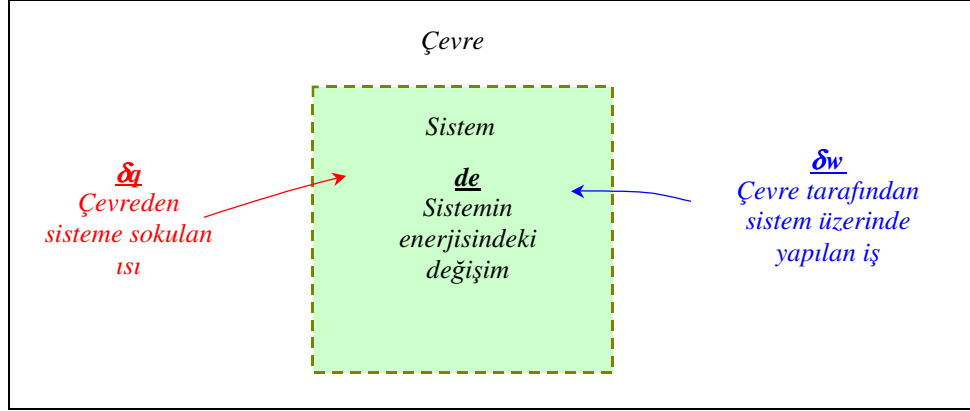 Çevre
Sistem
δq
Çevreden
sisteme sokulan
ısı
de
Sistemin
enerjisindeki
değişim
δw
Çevre tarafından
sistem üzerinde
yapılan iş